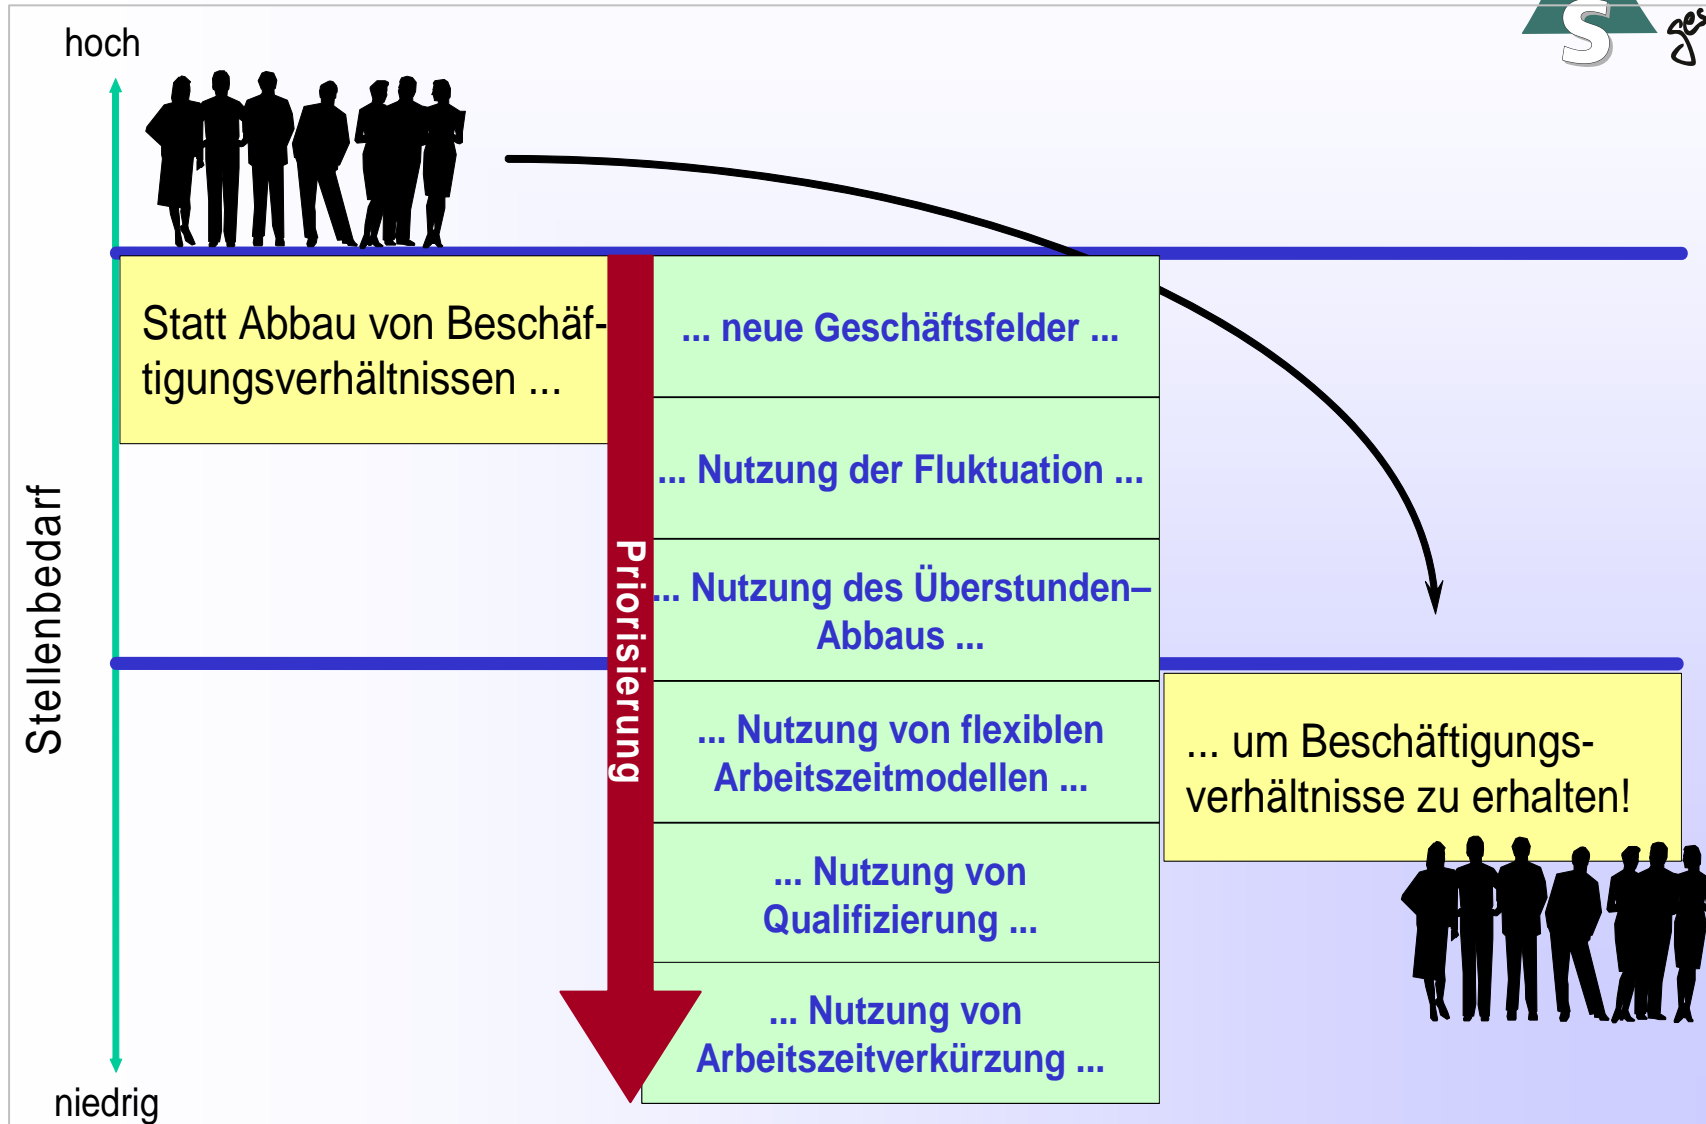 hoch
S
ges
Statt Abbau von Beschäf-
tigungsverhältnissen ...
Stellenbedarf
Priorisierung
... neue Geschäftsfelder ...
... Nutzung der Fluktuation ...
... Nutzung des Überstunden–
Abbaus ...
... Nutzung von flexiblen
Arbeitszeitmodellen ...
... Nutzung von
Qualifizierung ...
... Nutzung von
Arbeitszeitverkürzung ...
... um Beschäftigungs-
verhältnisse zu erhalten!
niedrig